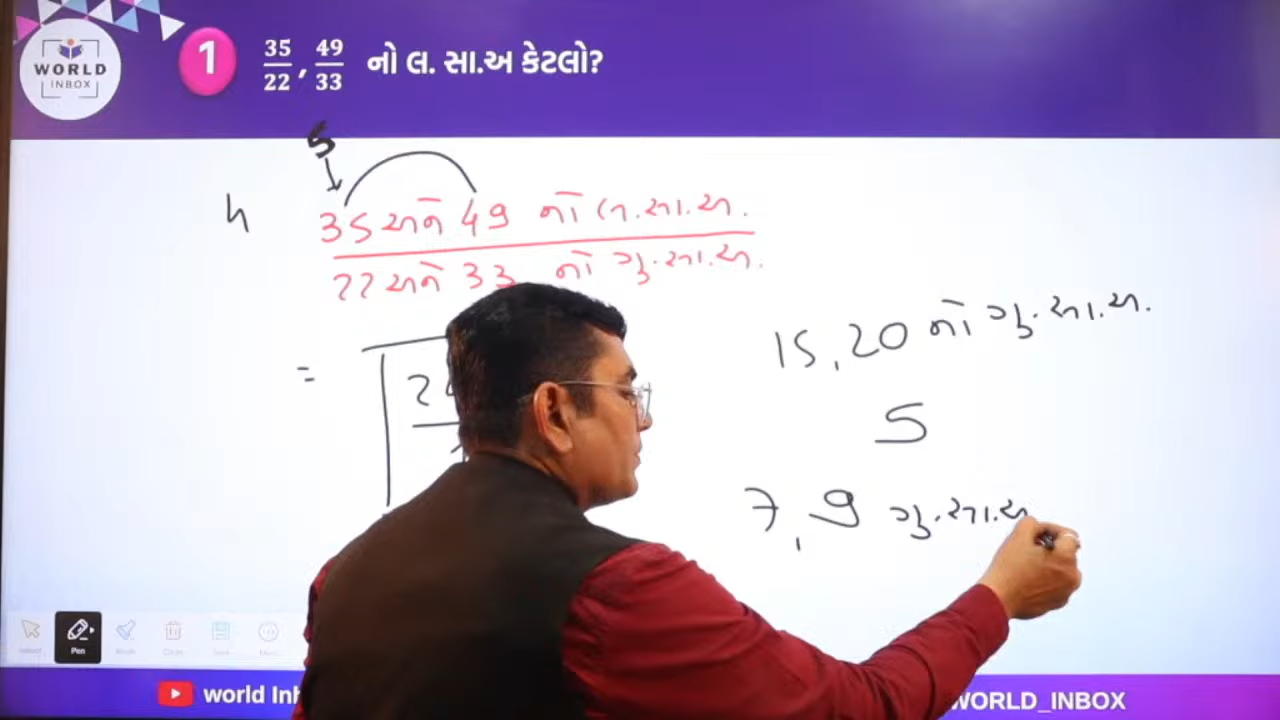 WORLD
INBOX
1 35/22, 49/33 નો લ. સા.અ કેટલો?
5
35 અને 49 નો લ.સા.અ.
22 અને 33 નો ગુ.સા.અ.
=
15, 20 નો ગુ.સા.અ.
5
7, 9 ગુ.સા.અ
Pen
world Inb
WORLD_INBOX